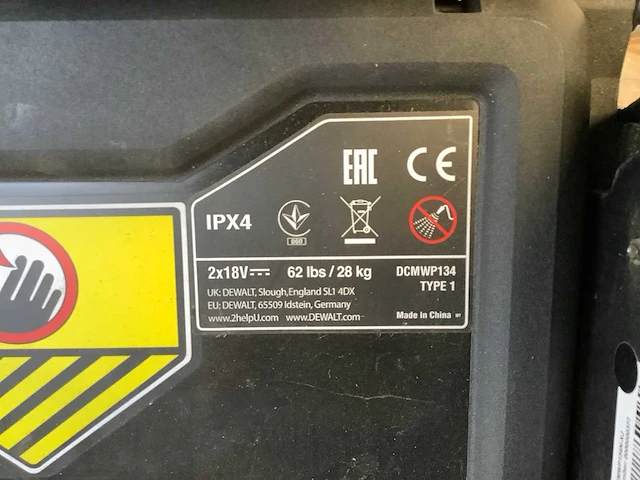 EAC CE
IPX4
060
2x18V 62 lbs / 28 kg DCMWP134
TYPE 1
UK: DEWALT, Slough,England SL1 4DX
EU: DEWALT, 65509 Idstein, Germany
www.2helpU.com www.DEWALT.com
Made In China